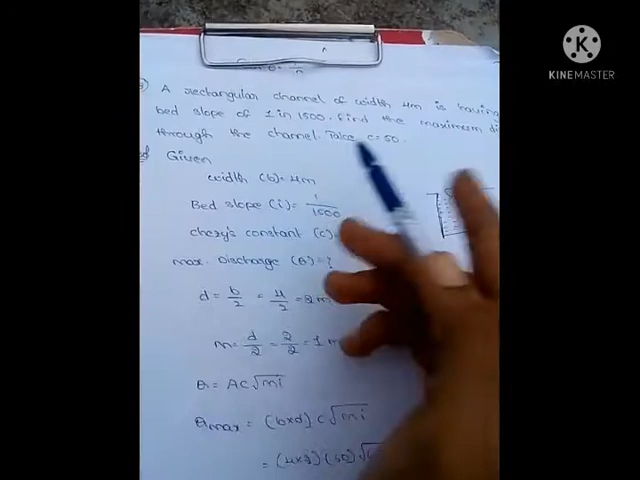 A rectangular channel of width 4m is having
bed slope of 1 in 1500. find the maximum di
through the channel. Take c=50.
Given
width (b) = 4m
Bed slope (i) = 1/1500
chezy's constant (c) =
max. Discharge (Q) = ?
d = b/2 = 4/2 = 2m
m = d/2 = 2/2 = 1m
Q = AC√mi
Qmax = (b×d) c√mi
= (4×2) (50) √
KINEMASTER